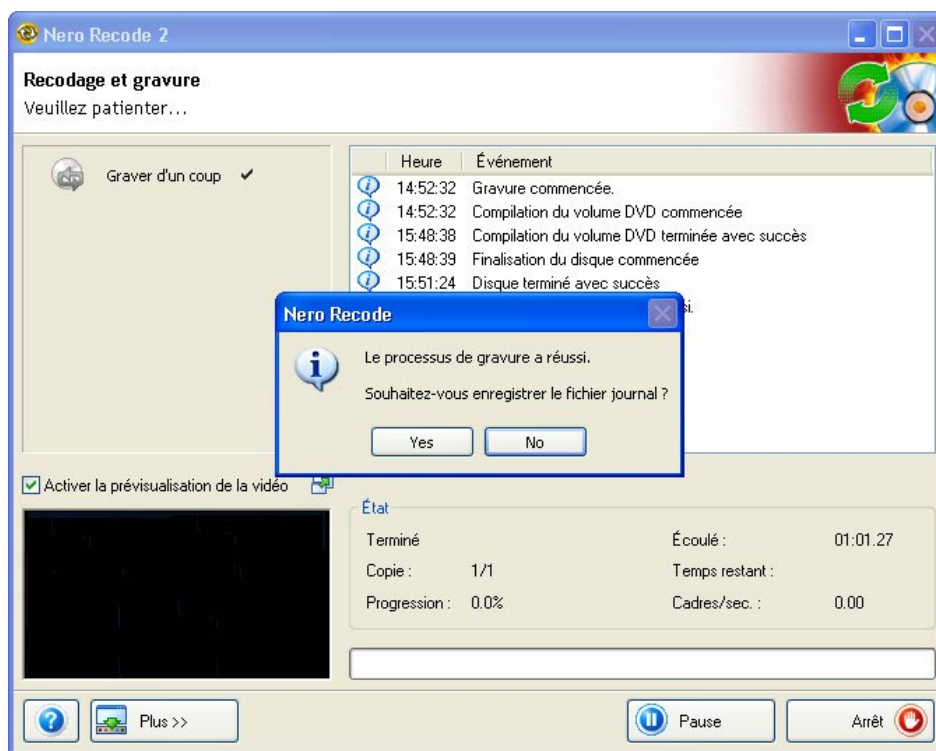 Nero Recode 2
Recodage et gravure
Veuillez patienter...
Graver d'un coup
Heure Événement
14:52:32 Gravure commencée.
14:52:32 Compilation du volume DVD commencée
15:48:38 Compilation du volume DVD terminée avec succès
15:48:39 Finalisation du disque commencée
15:51:24 Disque terminé avec succès
si.
Nero Recode
Le processus de gravure a réussi.
Souhaitez-vous enregistrer le fichier journal ?
Yes No
Activer la prévisualisation de la vidéo
État
Terminé Écoulé : 01:01.27
Copie : 1/1 Temps restant :
Progression : 0.0% Cadres/sec. : 0.00
Plus >> Pause Arrêt